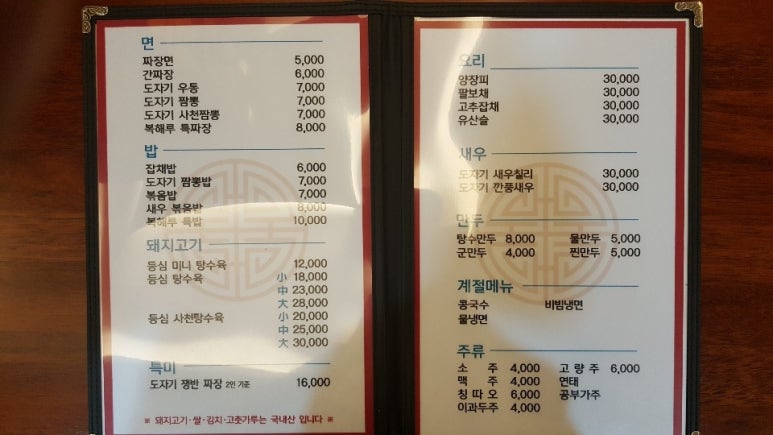 면
짜장면 5,000
간짜장 6,000
도자기 우동 7,000
도자기 짬뽕 7,000
도자기 사천짬뽕 7,000
복해루 특짜장 8,000
밥
잡채밥 6,000
도자기 짬뽕밥 7,000
볶음밥 7,000
새우 볶음밥 8,000
복해루 특밥 10,000
돼지고기
등심 미니 탕수육 12,000
등심 탕수육 小 18,000
中 23,000
大 28,000
등심 사천탕수육 小 20,000
中 25,000
大 30,000
특미
도자기 쟁반 짜장 2인 기준 16,000
※ 돼지고기·쌀·김치·고춧가루는 국내산 입니다 ※
요리
양장피 30,000
팔보채 30,000
고추잡채 30,000
유산슬 30,000
새우
도자기 새우칠리 30,000
도자기 깐풍새우 30,000
만두
탕수만두 8,000 물만두 5,000
군만두 4,000 찐만두 5,000
계절메뉴
콩국수 비빔냉면
물냉면
주류
소 주 4,000 고 량 주 6,000
맥 주 4,000 연태
칭 따 오 6,000 공부가주
이과두주 4,000